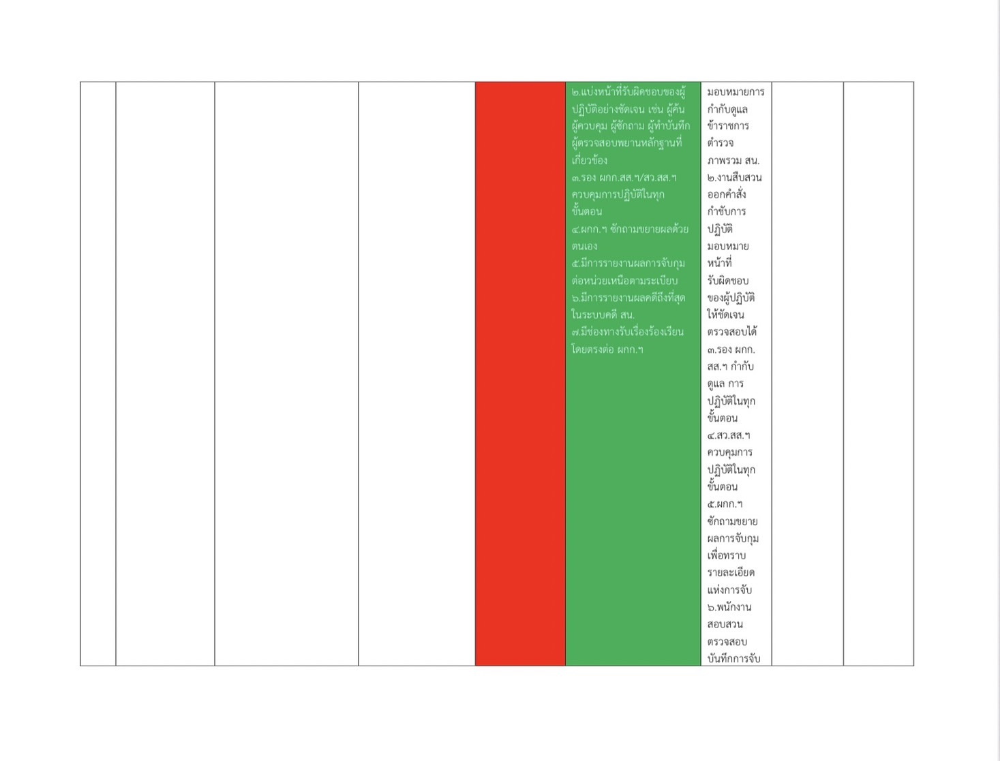 ๒.แบ่งหน้าที่รับผิดชอบของผู้
ปฏิบัติอย่างชัดเจน เช่น ผู้ค้น
ผู้ควบคุม ผู้ซักถาม ผู้ทำบันทึก
ผู้ตรวจสอบพยานหลักฐานที่
เกี่ยวข้อง
๓.รอง ผกก.สส.ฯ/สว.สส.ฯ
ควบคุมการปฏิบัติในทุก
ขั้นตอน
๔.ผกก.ฯ ซักถามขยายผลด้วย
ตนเอง
๕.มีการรายงานผลการจับกุม
ต่อหน่วยเหนือตามระเบียบ
๖.มีการรายงานผลคดีถึงที่สุด
ในระบบคดี สน.
๗.มีช่องทางรับเรื่องร้องเรียน
โดยตรงต่อ ผกก.ฯ
มอบหมายการ
กำกับดูแล
ข้าราชการ
ตำรวจ
ภาพรวม สน.
๒.งานสืบสวน
ออกคำสั่ง
กำชับการ
ปฏิบัติ
มอบหมาย
หน้าที่
รับผิดชอบ
ของผู้ปฏิบัติ
ให้ชัดเจน
ตรวจสอบได้
๓.รอง ผกก.
สส.ฯ กำกับ
ดูแล การ
ปฏิบัติในทุก
ขั้นตอน
๔.สว.สส.ฯ
ควบคุมการ
ปฏิบัติในทุก
ขั้นตอน
๕.ผกก.ฯ
ซักถามขยาย
ผลการจับกุม
เพื่อทราบ
รายละเอียด
แห่งการจับ
๖.พนักงาน
สอบสวน
ตรวจสอบ
บันทึกการจับ